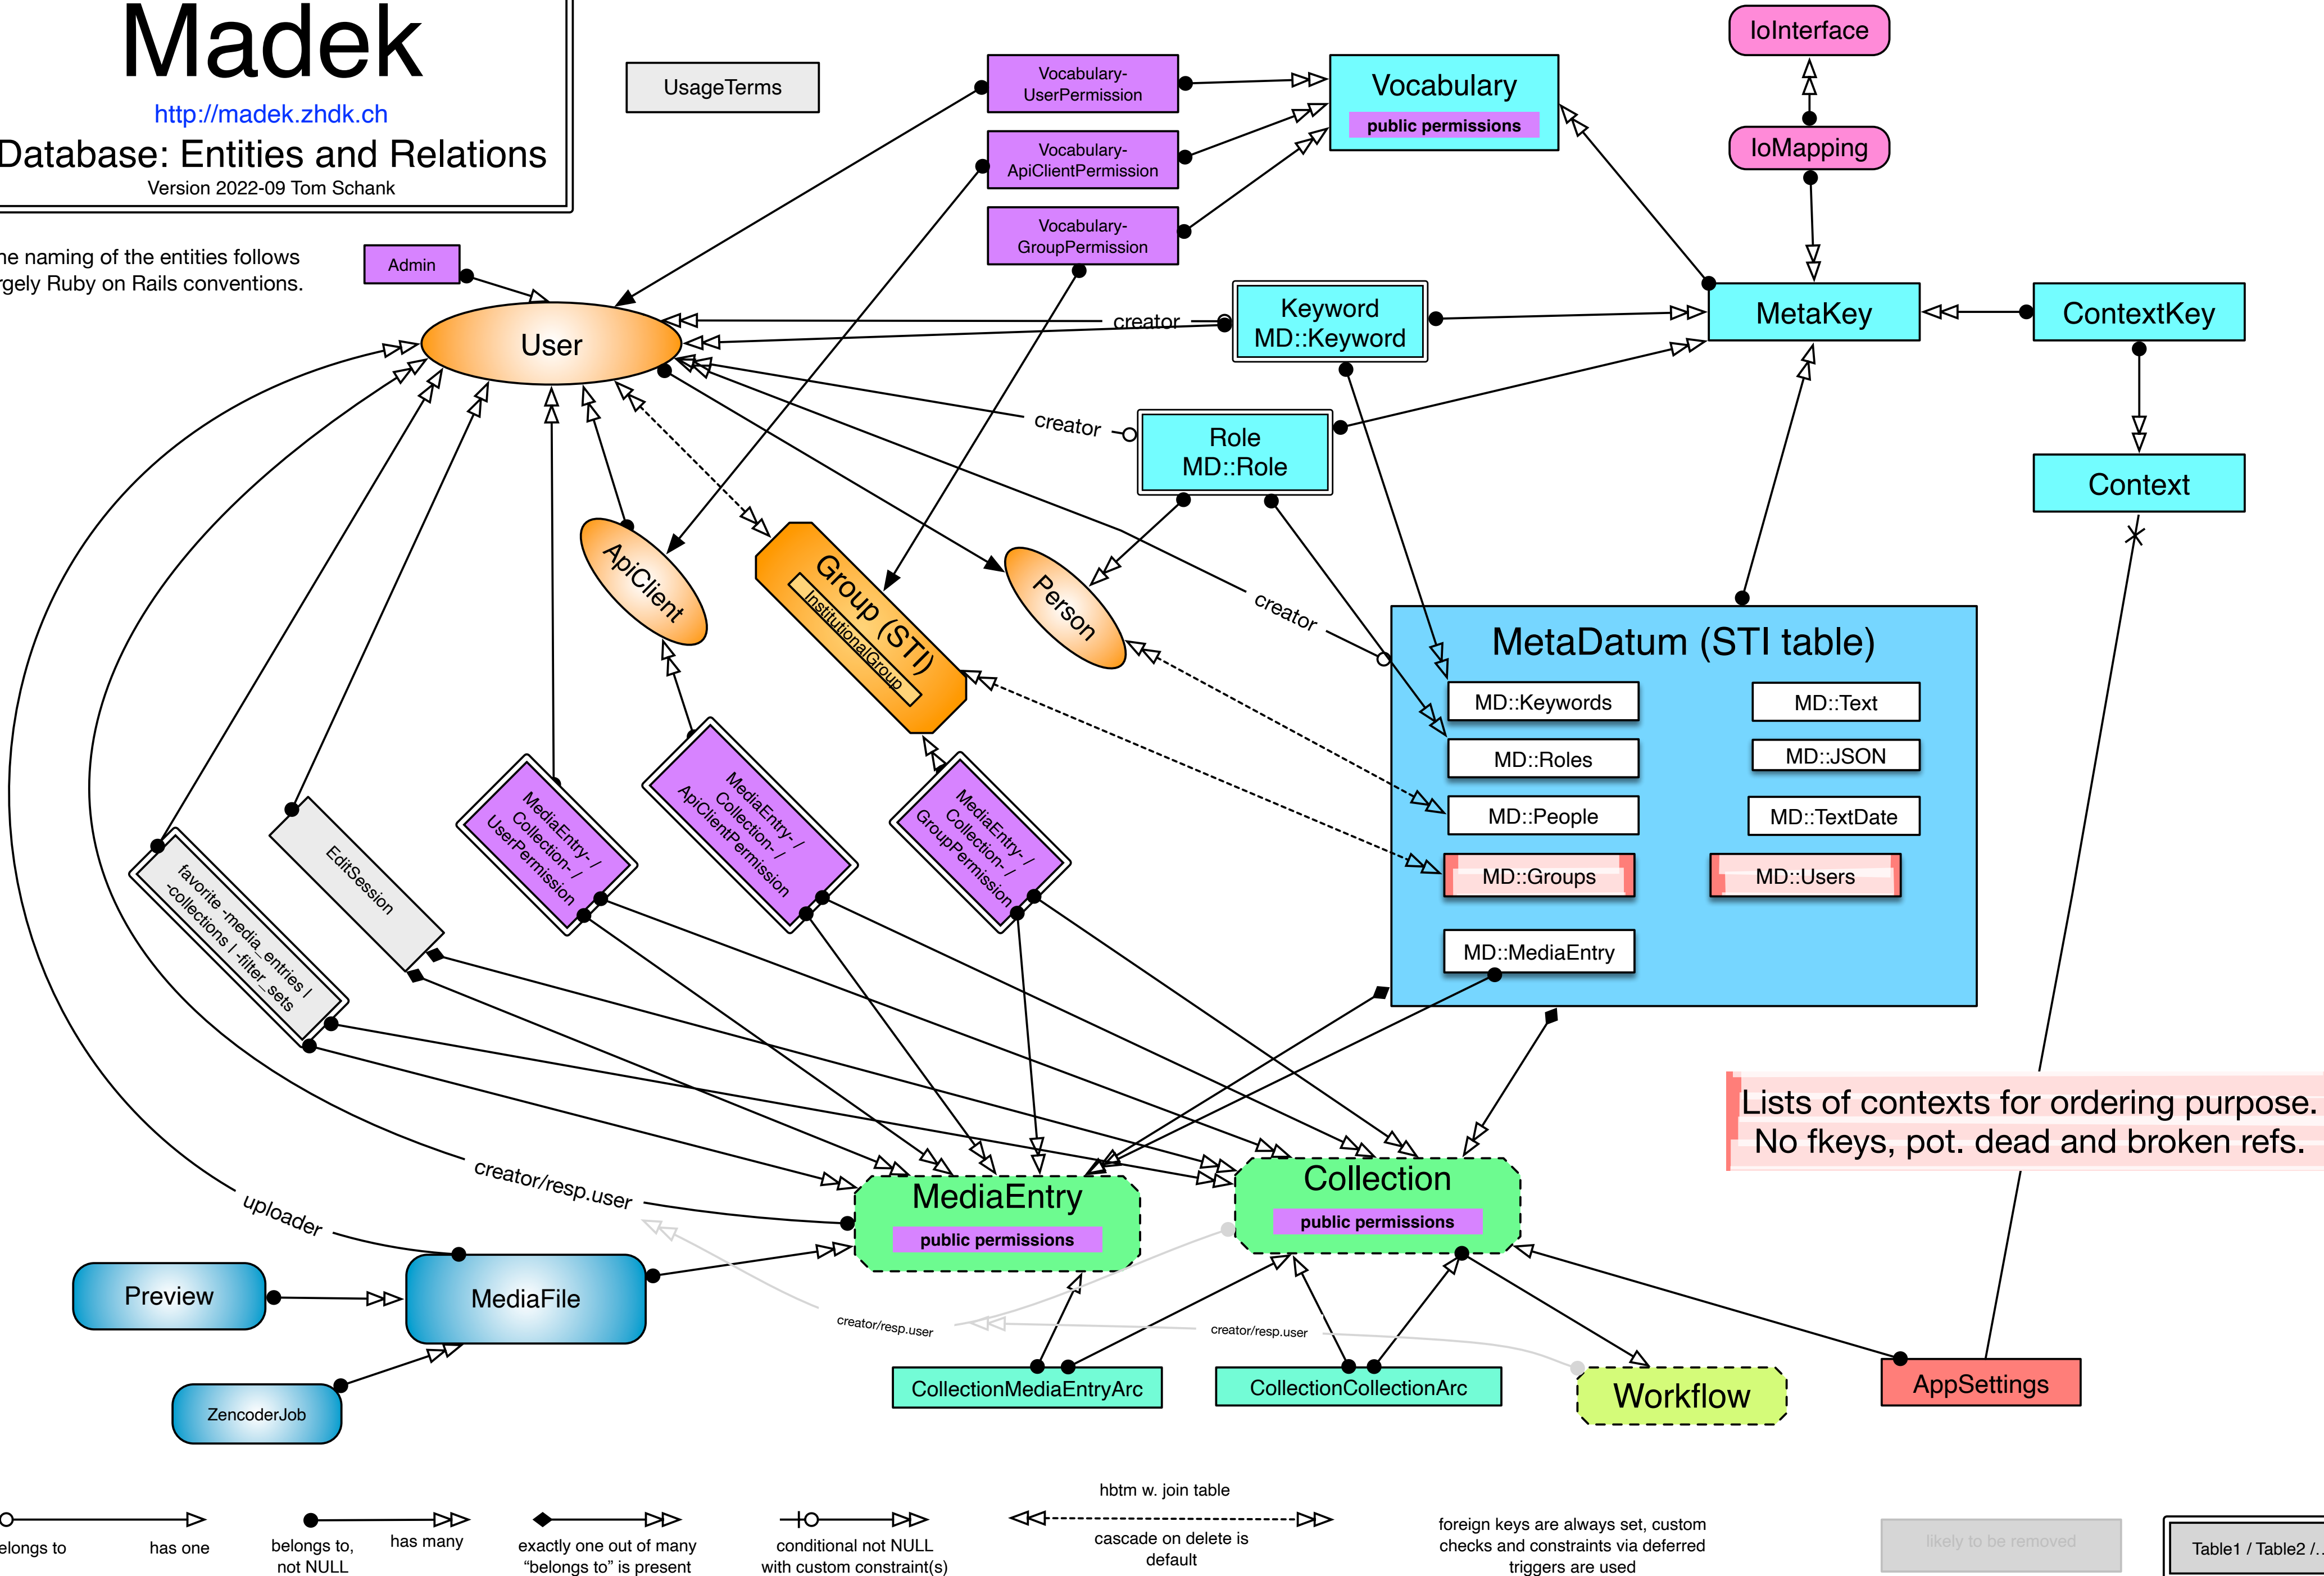 Madek
http://madek.zhdk.ch
Database: Entities and Relations
Version 2022-09 Tom Schank
UsageTerms
Vocabulary-
UserPermission
Vocabulary-
ApiClientPermission
Vocabulary-
GroupPermission
Vocabulary
public permissions
IoInterface
IoMapping
ne naming of the entities follows
rgely Ruby on Rails conventions.
Admin
User
creator
Keyword
MD::Keyword
MetaKey
ContextKey
creator
Role
MD::Role
Context
ApiClient
Group (STI)
InstitutionalGroup
Person
creator
MetaDatum (STI table)
MD::Keywords
MD::Text
MD::Roles
MD::JSON
MD::People
MD::TextDate
MD::Groups
MD::Users
MD::MediaEntry
favorite -media_entries |
-collections | -filter_sets
EditSession
MediaEntry- /
Collection- /
UserPermission
MediaEntry- /
Collection- /
ApiClientPermission
MediaEntry- /
Collection- /
GroupPermission
Lists of contexts for ordering purpose.
No fkeys, pot. dead and broken refs.
creator/resp.user
uploader
MediaEntry
public permissions
Collection
public permissions
Preview
MediaFile
ZencoderJob
creator/resp.user
creator/resp.user
CollectionMediaEntryArc
CollectionCollectionArc
Workflow
AppSettings
elongs to
has one
belongs to,
not NULL
has many
exactly one out of many
“belongs to” is present
conditional not NULL
with custom constraint(s)
hbtm w. join table
cascade on delete is
default
foreign keys are always set, custom
checks and constraints via deferred
triggers are used
likely to be removed
Table1 / Table2 /..